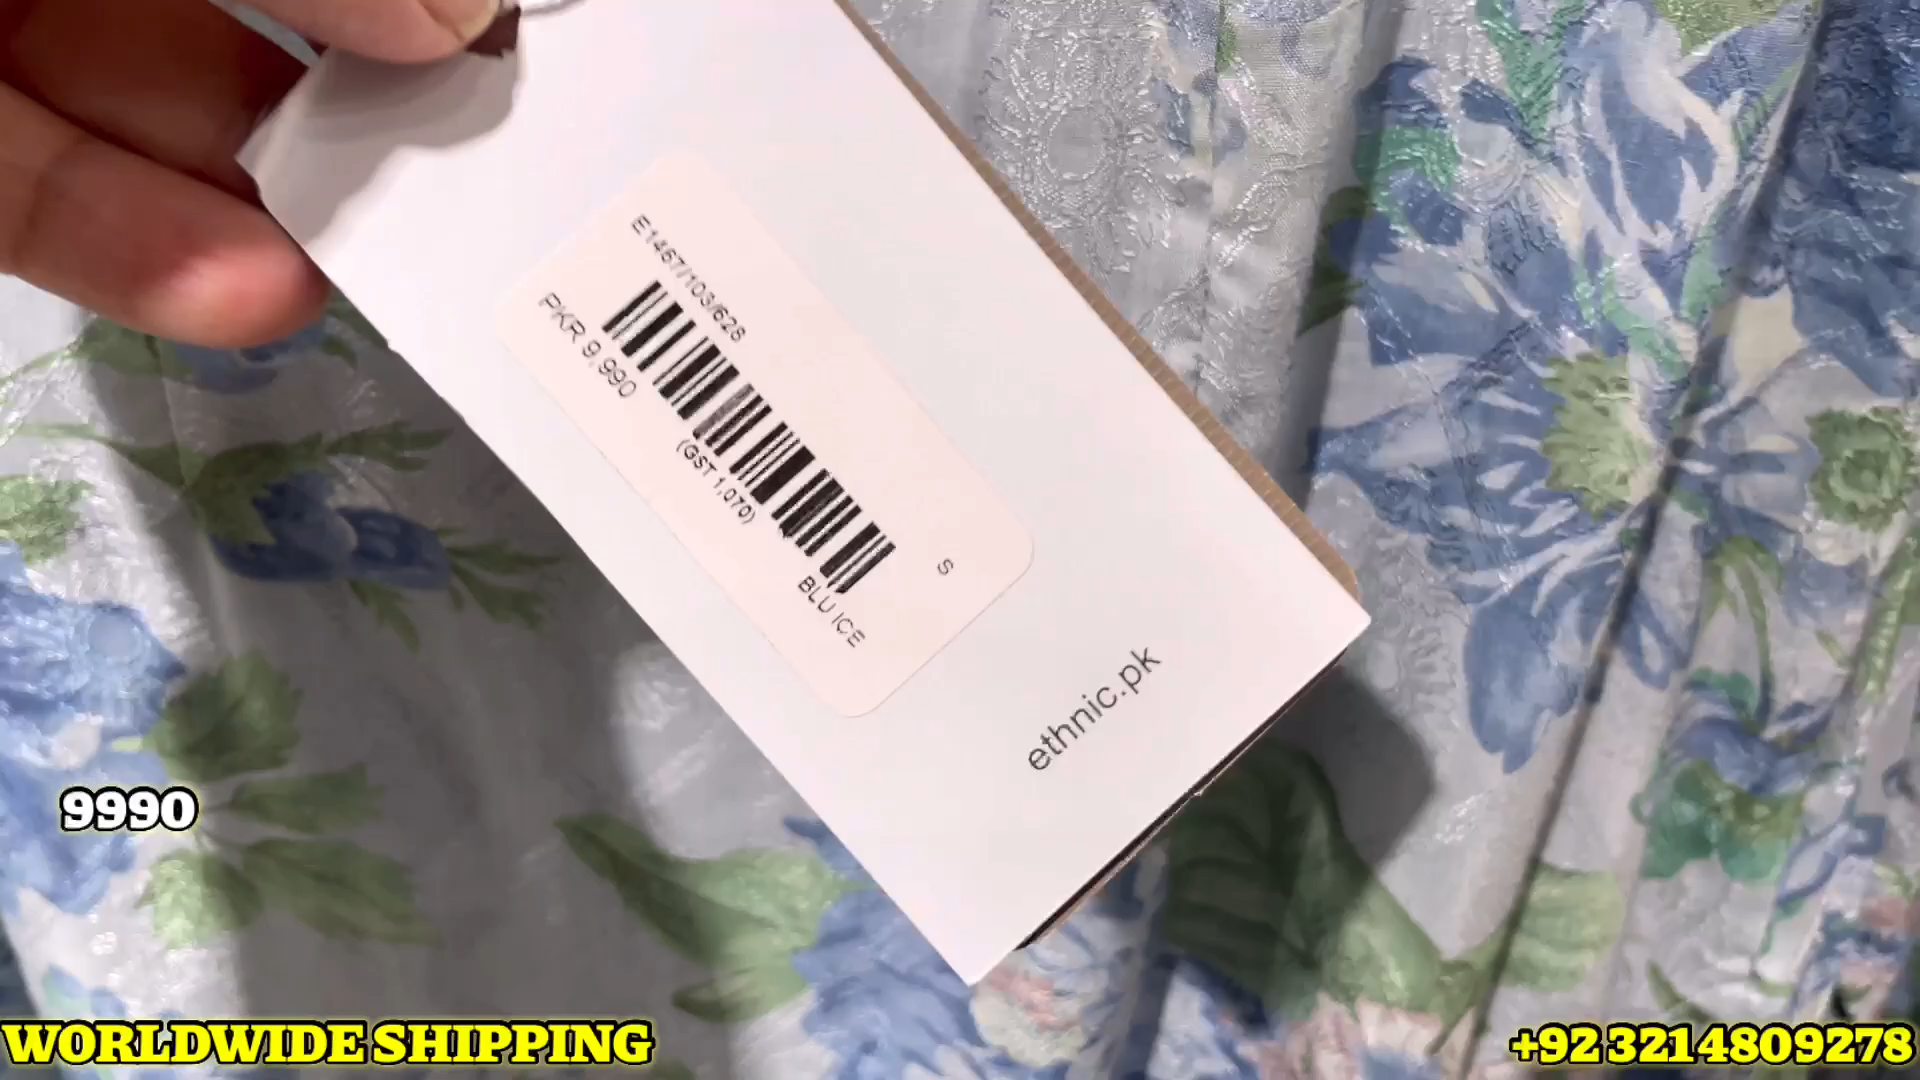 E1467/103/628
PKR 9,990
(GST 1,070)
S
BLU ICE
ethnic.pk
9990
WORLDWIDE SHIPPING
+92 3214809278